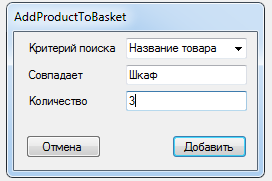 AddProductToBasket
Критерий поиска Название товара
Совпадает Шкаф
Количество 3
Отмена Добавить